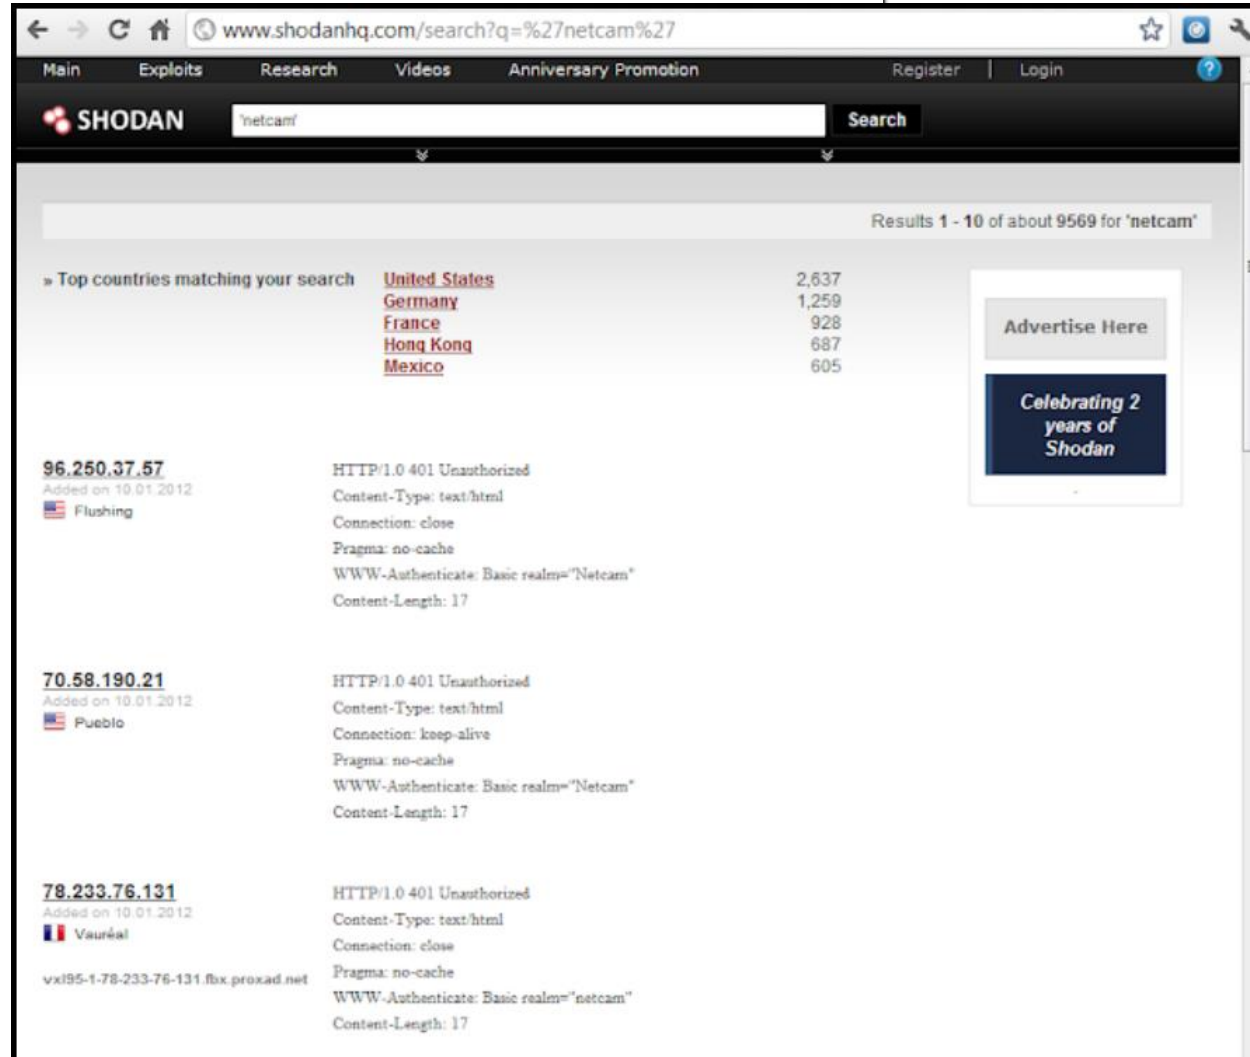 www.shodanhq.com/search?q=%27netcam%27
Main Exploits Research Videos Anniversary Promotion Register | Login ?
SHODAN 'netcam' Search
Results 1 - 10 of about 9569 for 'netcam'
» Top countries matching your search
United States 2,637
Germany 1,259
France 928
Hong Kong 687
Mexico 605
Advertise Here
Celebrating 2
years of
Shodan
96.250.37.57
Added on 10.01.2012
Flushing
HTTP/1.0 401 Unauthorized
Content-Type: text/html
Connection: close
Pragma: no-cache
WWW-Authenticate: Basic realm="Netcam"
Content-Length: 17
70.58.190.21
Added on 10.01.2012
Pueblo
HTTP/1.0 401 Unauthorized
Content-Type: text/html
Connection: keep-alive
Pragma: no-cache
WWW-Authenticate: Basic realm="Netcam"
Content-Length: 17
78.233.76.131
Added on 10.01.2012
Vauréal
vxl95-1-78-233-76-131.fbx.proxad.net
HTTP/1.0 401 Unauthorized
Content-Type: text/html
Connection: close
Pragma: no-cache
WWW-Authenticate: Basic realm="netcam"
Content-Length: 17